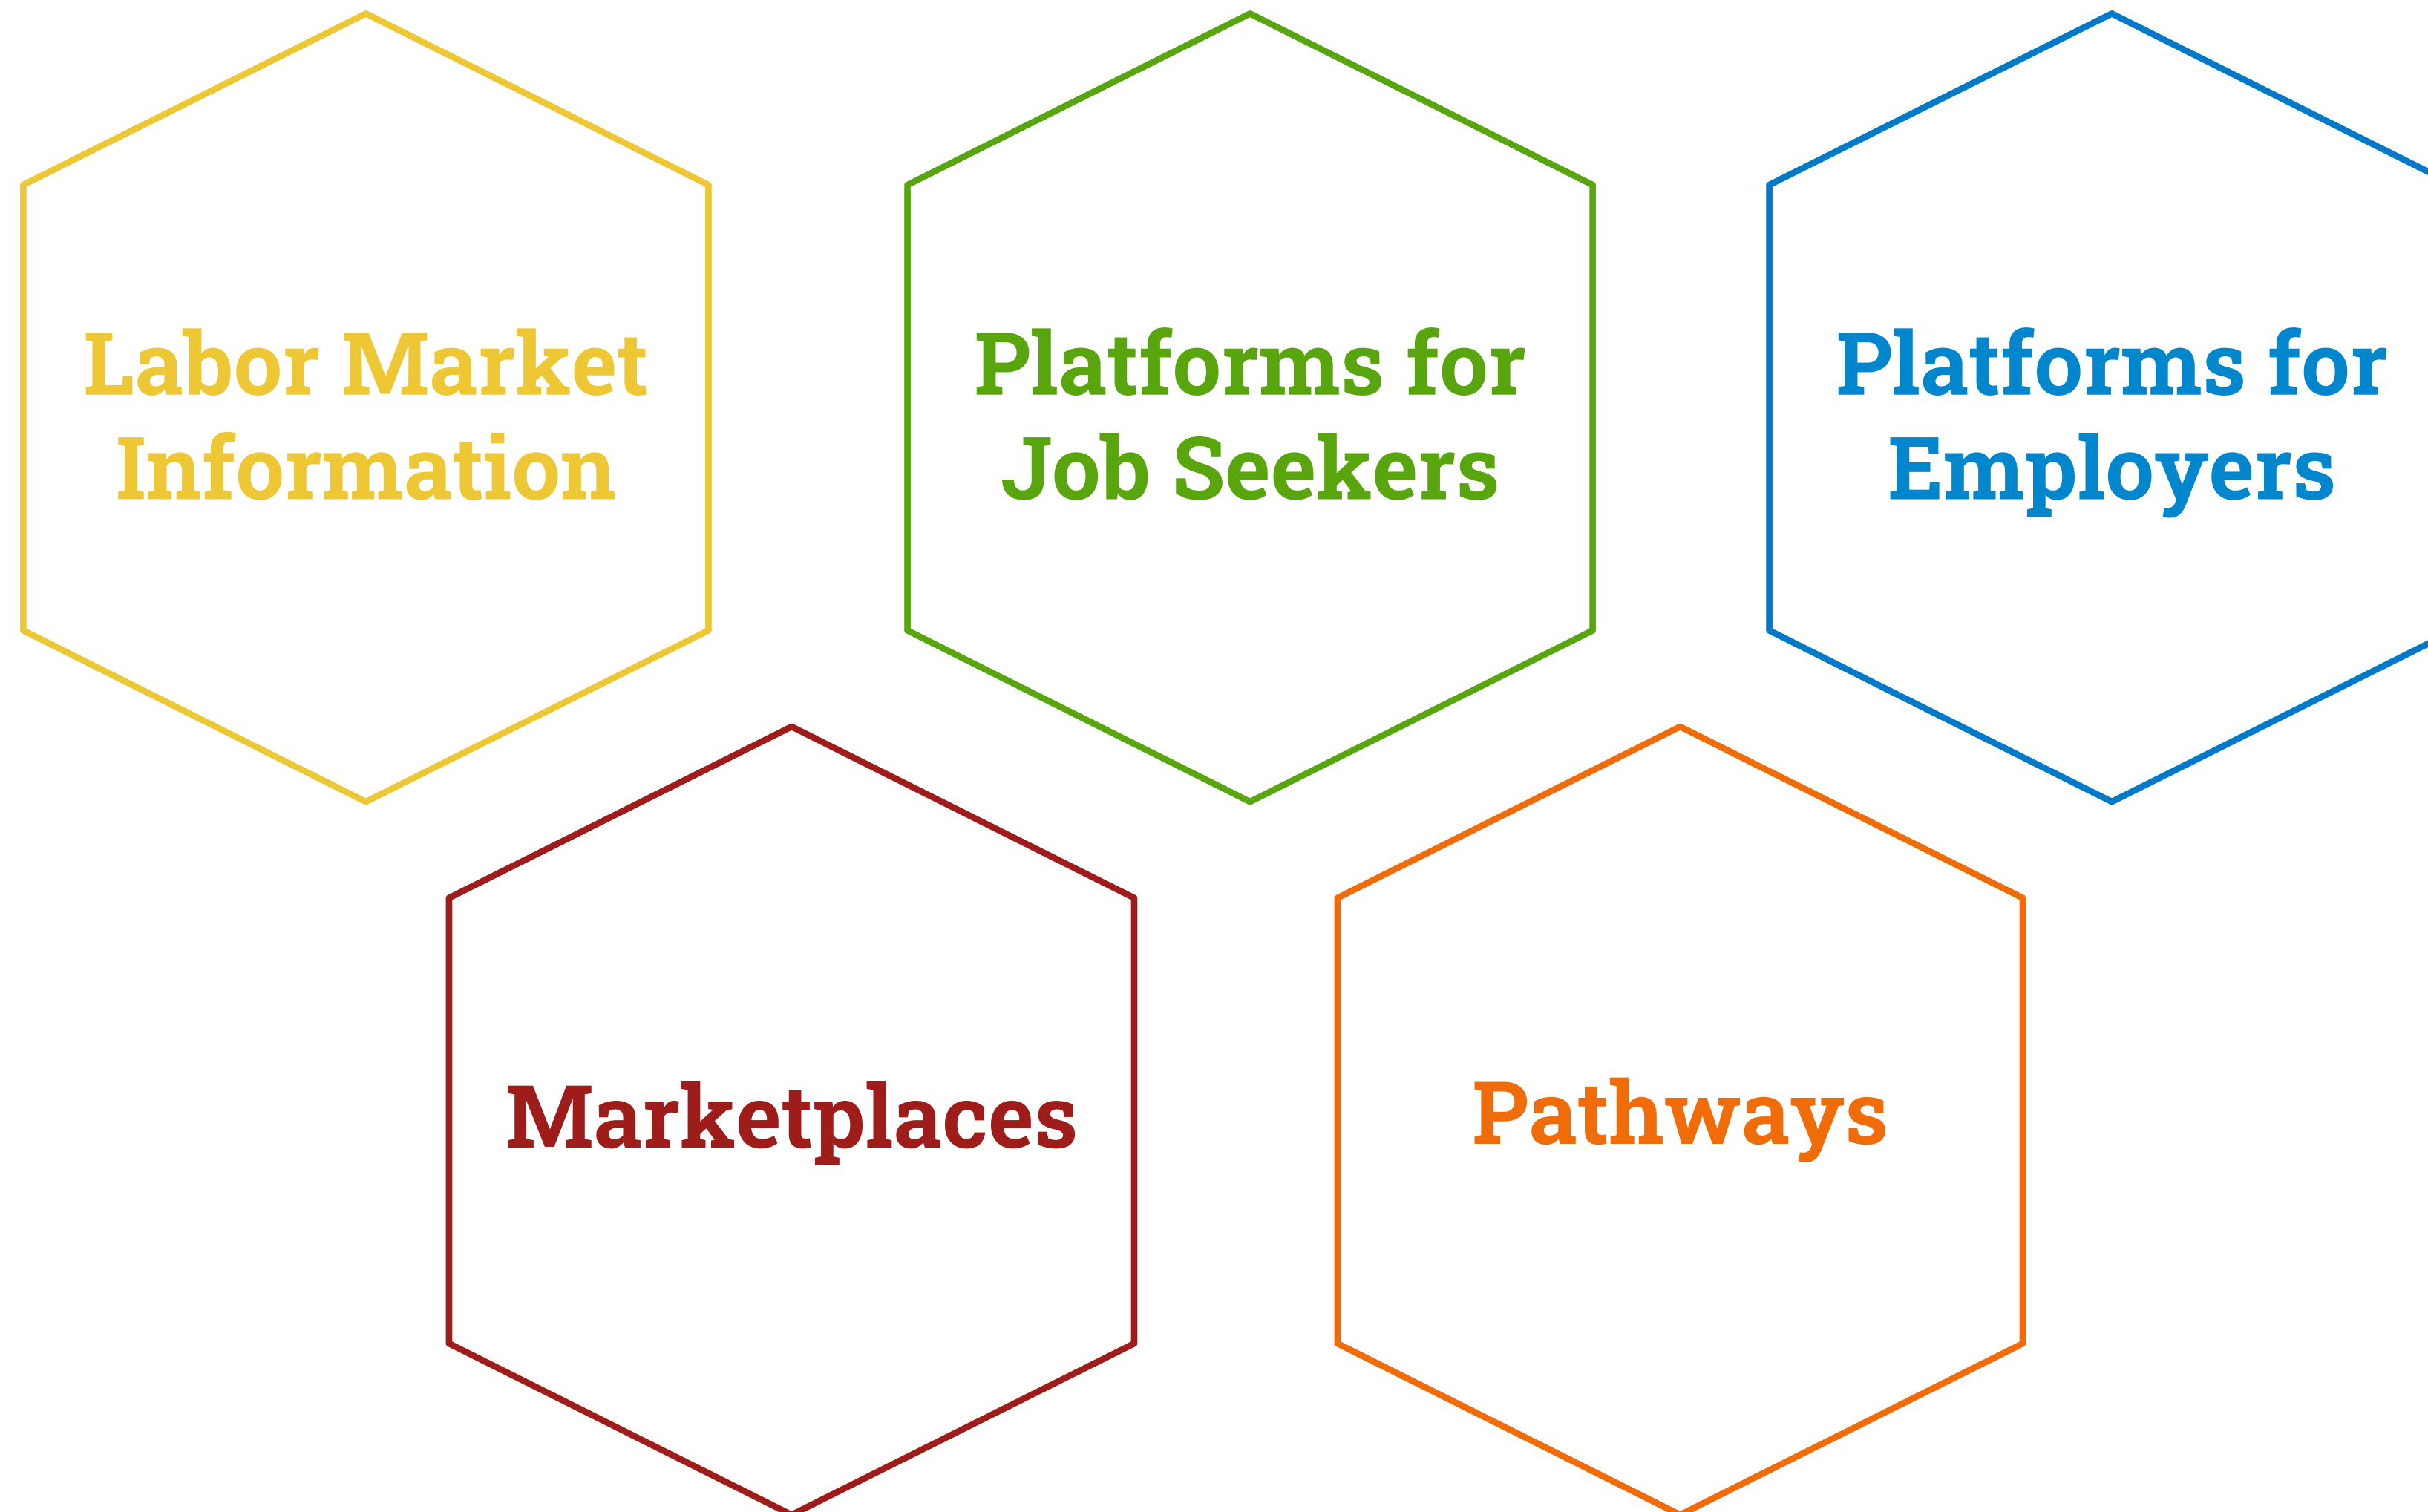 Labor Market
Information
Platforms for
Job Seekers
Platforms for
Employers
Marketplaces
Pathways